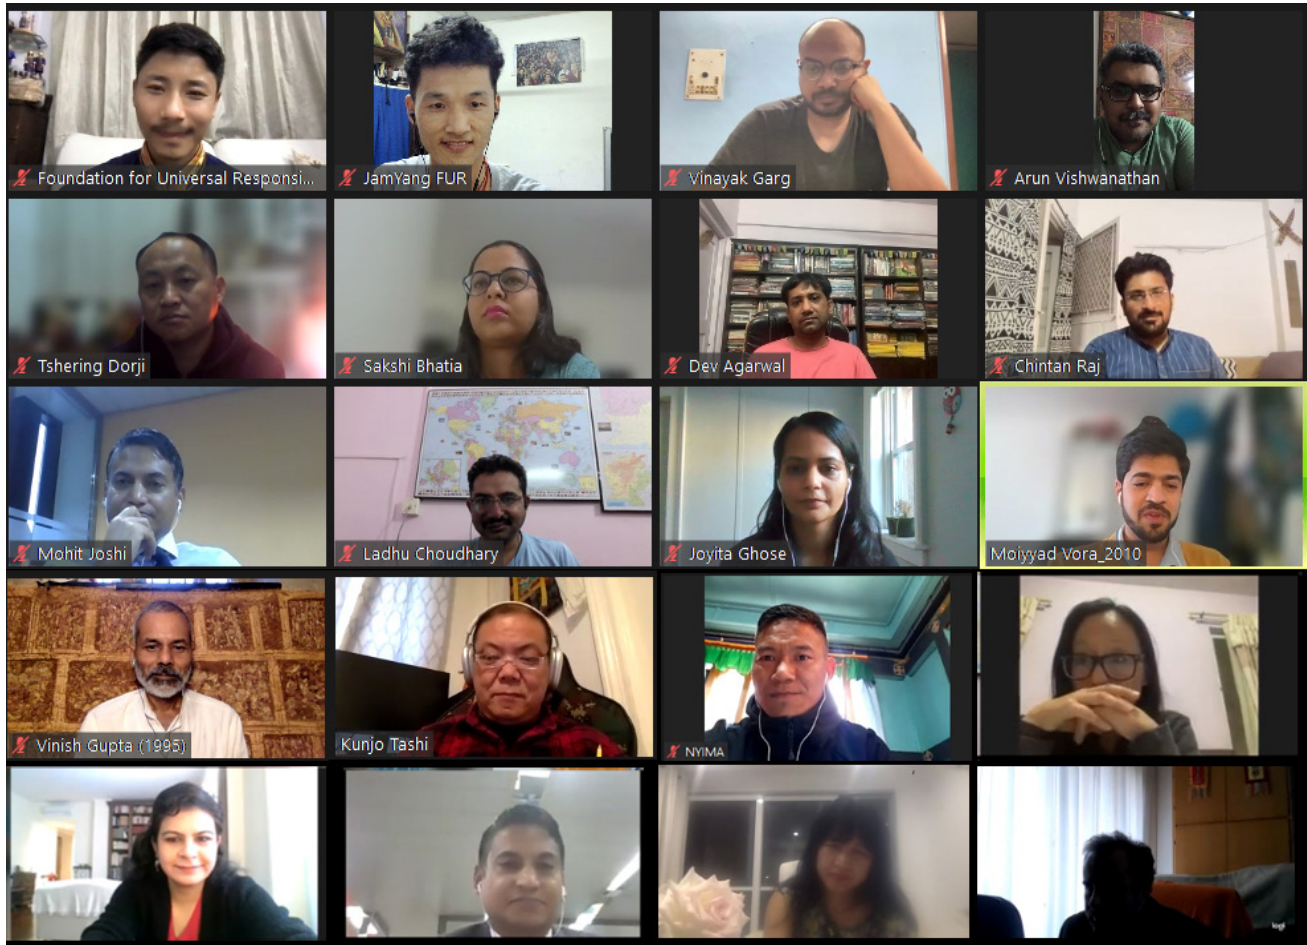 Foundation for Universal Responsi...
JamYang FUR
Vinayak Garg
Arun Vishwanathan
Tshering Dorji
Sakshi Bhatia
Dev Agarwal
Chintan Raj
Mohit Joshi
Ladhu Choudhary
Joyita Ghose
Moiyyad Vora_2010
Vinish Gupta (1995)
Kunjo Tashi
NYIMA
logi